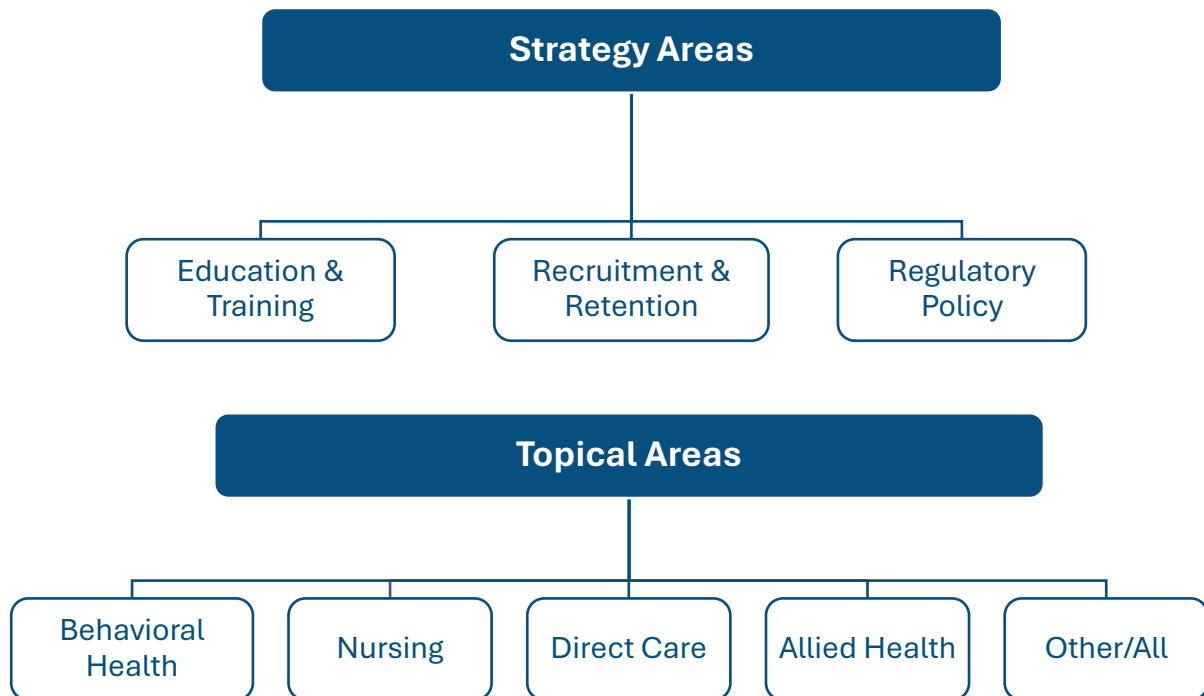 Strategy Areas
Education &
Training
Recruitment &
Retention
Regulatory
Policy
Topical Areas
Behavioral
Health
Nursing
Direct Care
Allied Health
Other/All